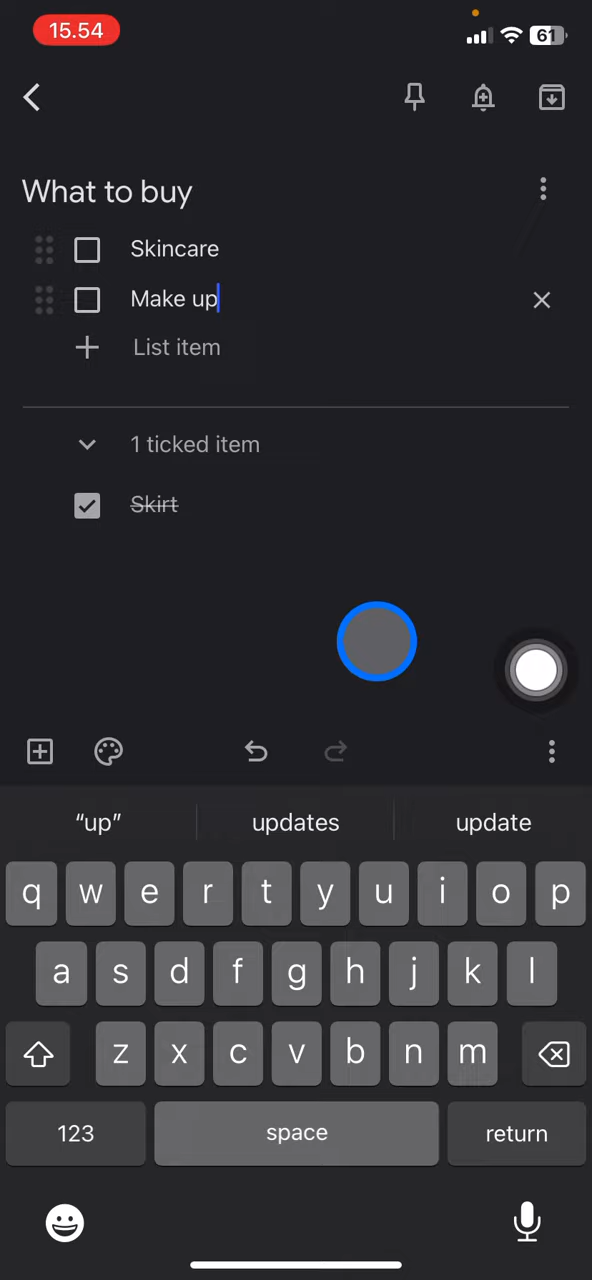 15.54
61
What to buy
Skincare
Make up
List item
1 ticked item
Skirt
“up” updates update
q w e r t y u i o p
a s d f g h j k l
z x c v b n m
123 space return